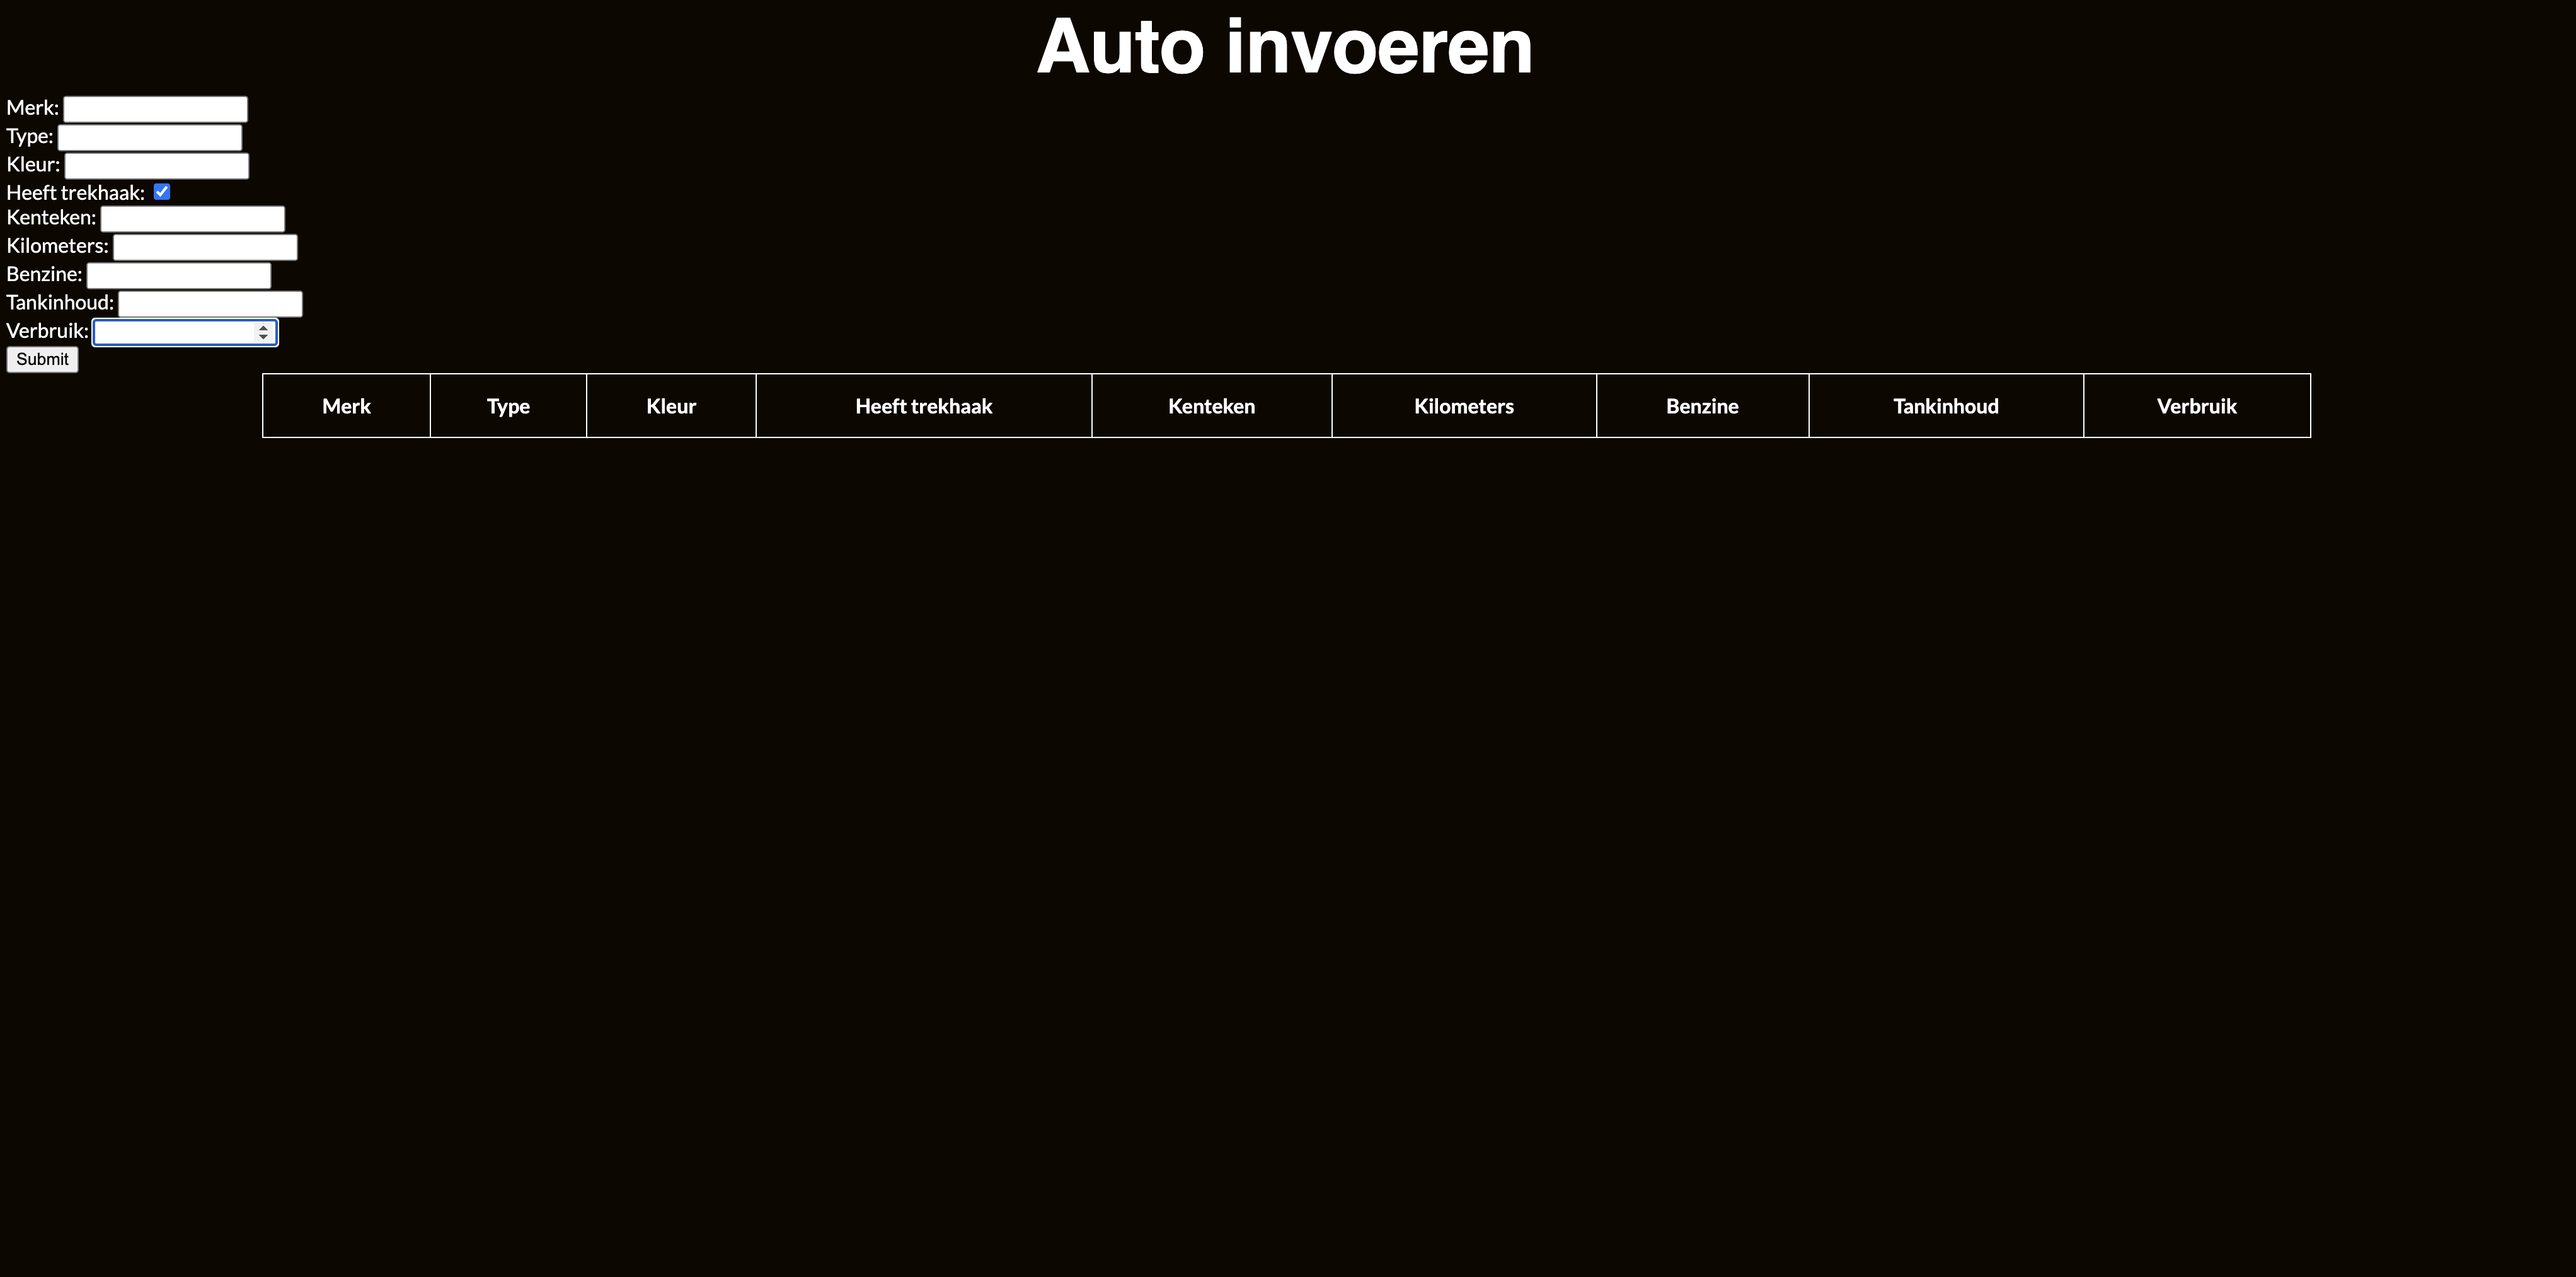 Auto invoeren
Merk:
Type:
Kleur:
Heeft trekhaak:
Kenteken:
Kilometers:
Benzine:
Tankinhoud:
Verbruik:
Submit
Merk Type Kleur Heeft trekhaak Kenteken Kilometers Benzine Tankinhoud Verbruik